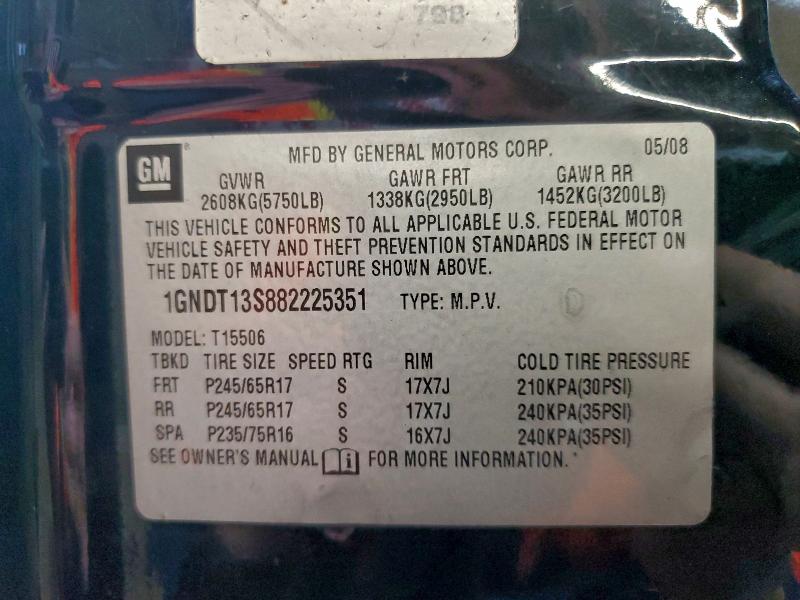 798
GM
MFD BY GENERAL MOTORS CORP. 05/08
GVWR GAWR FRT GAWR RR
2608KG(5750LB) 1338KG(2950LB) 1452KG(3200LB)
THIS VEHICLE CONFORMS TO ALL APPLICABLE U.S. FEDERAL MOTOR
VEHICLE SAFETY AND THEFT PREVENTION STANDARDS IN EFFECT ON
THE DATE OF MANUFACTURE SHOWN ABOVE.
1GNDT13S882225351 TYPE: M.P.V. D
MODEL: T15506
TBKD TIRE SIZE SPEED RTG RIM COLD TIRE PRESSURE
FRT P245/65R17 S 17X7J 210KPA(30PSI)
RR P245/65R17 S 17X7J 240KPA(35PSI)
SPA P235/75R16 S 16X7J 240KPA(35PSI)
SEE OWNER'S MANUAL i FOR MORE INFORMATION.